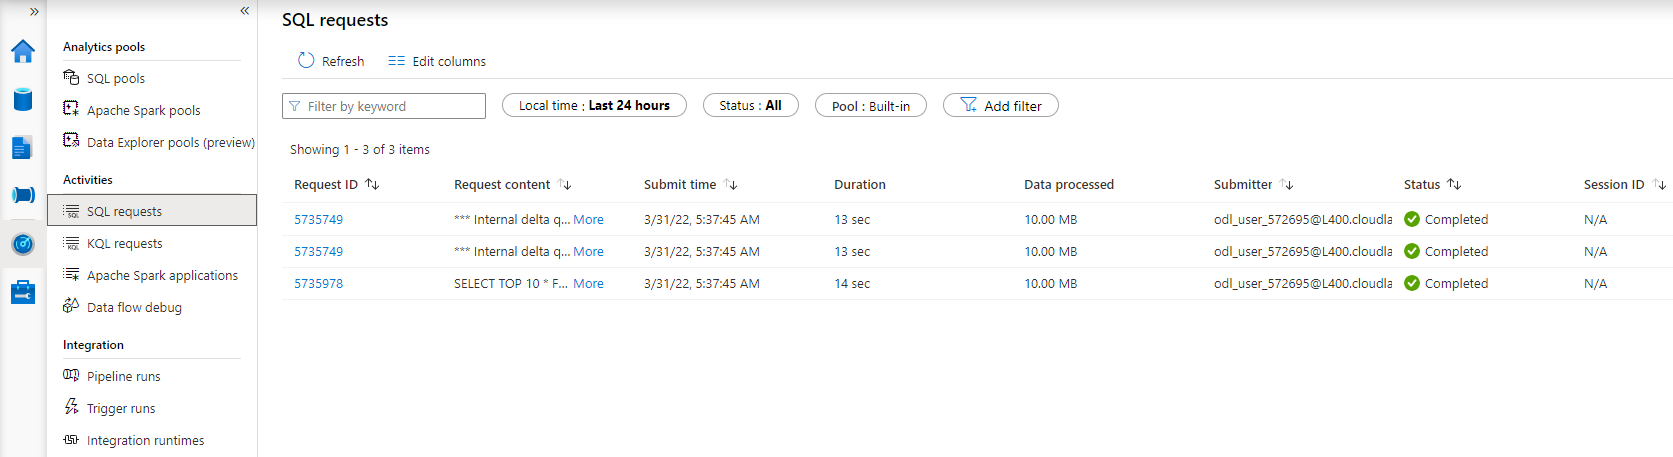 »
«
Analytics pools
SQL pools
Apache Spark pools
Data Explorer pools (preview)
Activities
SQL requests
KQL requests
Apache Spark applications
Data flow debug
Integration
Pipeline runs
Trigger runs
Integration runtimes
SQL requests
Refresh Edit columns
Filter by keyword Local time : Last 24 hours Status : All Pool : Built-in Add filter
Showing 1 - 3 of 3 items
Request ID Request content Submit time Duration Data processed Submitter Status Session ID
5735749 *** Internal delta q... More 3/31/22, 5:37:45 AM 13 sec 10.00 MB odl_user_572695@L400.cloudla Completed N/A
5735749 *** Internal delta q... More 3/31/22, 5:37:45 AM 13 sec 10.00 MB odl_user_572695@L400.cloudla Completed N/A
5735978 SELECT TOP 10 * F... More 3/31/22, 5:37:45 AM 14 sec 10.00 MB odl_user_572695@L400.cloudla Completed N/A